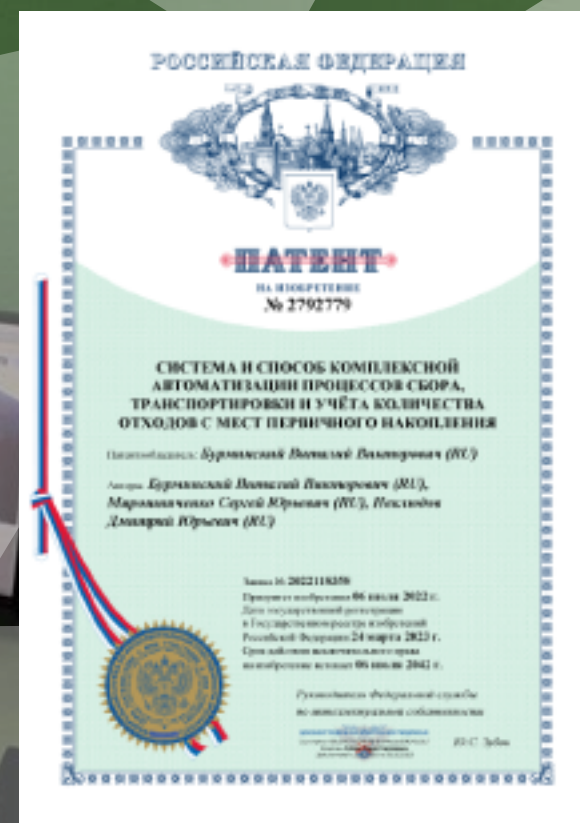 РОССИЙСКАЯ ФЕДЕРАЦИЯ
ПАТЕНТ
НА ИЗОБРЕТЕНИЕ
№ 2792779
СИСТЕМА И СПОСОБ КОМПЛЕКСНОЙ
АВТОМАТИЗАЦИИ ПРОЦЕССОВ СБОРА,
ТРАНСПОРТИРОВКИ И УЧЁТА КОЛИЧЕСТВА
ОТХОДОВ С МЕСТ ПЕРВИЧНОГО НАКОПЛЕНИЯ
Патентообладатель: Бурминский Виталий Викторович (RU)
Авторы: Бурминский Виталий Викторович (RU),
Мирошниченко Сергей Юрьевич (RU), Неклюдов
Дмитрий Юрьевич (RU)
Заявка № 2022118358
Приоритет изобретения 06 июля 2022 г.
Дата государственной регистрации
в Государственном реестре изобретений
Российской Федерации 24 марта 2023 г.
Срок действия исключительного права
на изобретение истекает 06 июля 2042 г.
Руководитель Федеральной службы
по интеллектуальной собственности
Ю.С. Зубов